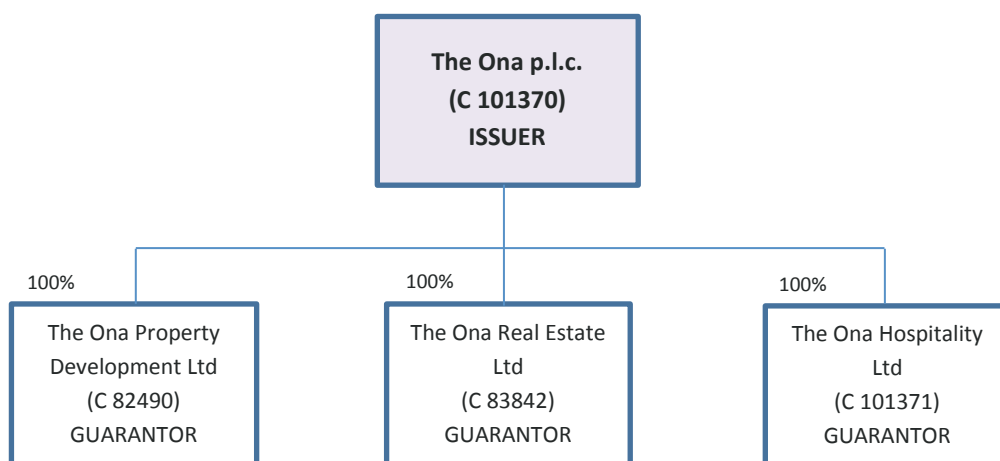 The Ona p.l.c.
(C 101370)
ISSUER
100%
100%
100%
The Ona Property
Development Ltd
(C 82490)
GUARANTOR
The Ona Real Estate
Ltd
(C 83842)
GUARANTOR
The Ona Hospitality
Ltd
(C 101371)
GUARANTOR